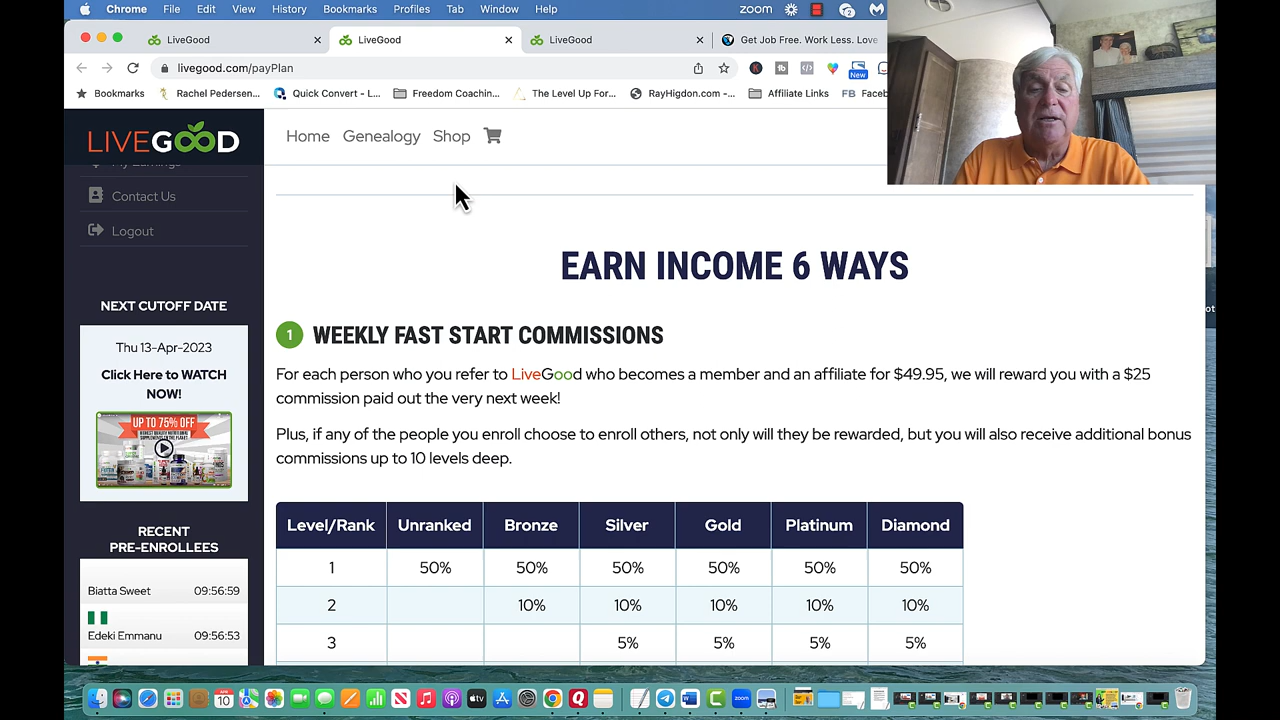 Chrome File Edit View History Bookmarks Profiles Tab Window Help
zoom
LiveGood
LiveGood
LiveGood
Get Job Free. Work Less. Love
livegood.com/payPlan
New
Bookmarks
Rachel Pedersen...
Quick Convert - L...
Freedom Coachin...
The Level Up For...
RayHigdon.com -...
Affiliate Links
FB Faceb
LIVEGOOD
Home Genealogy Shop
My Earnings
Contact Us
Logout
NEXT CUTOFF DATE
Thu 13-Apr-2023
Click Here to WATCH
NOW!
UP TO 75% OFF
RECENT
PRE-ENROLLEES
Biatta Sweet 09:56:59
Edeki Emmanu 09:56:53
EARN INCOME 6 WAYS
1 WEEKLY FAST START COMMISSIONS
For each person who you refer to LiveGood who becomes a member and an affiliate for $49.95, we will reward you with a $25
commission paid out the very next week!
Plus, if any of the people you enroll choose to enroll others, not only will they be rewarded, but you will also receive additional bonus
commissions up to 10 levels deep
Level/Rank Unranked Bronze Silver Gold Platinum Diamond
1 50% 50% 50% 50% 50% 50%
2 10% 10% 10% 10% 10%
3 5% 5% 5% 5%